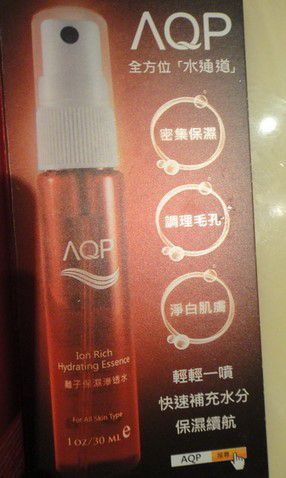 AQP
全方位「水通道」
密集保濕
調理毛孔
淨白肌膚
AQP
Ion Rich
Hydrating Essence
離子保濕滲透水
For All Skin Type
1 oz/30 ML e
輕輕一噴
快速補充水分
保濕續航
AQP 搜尋